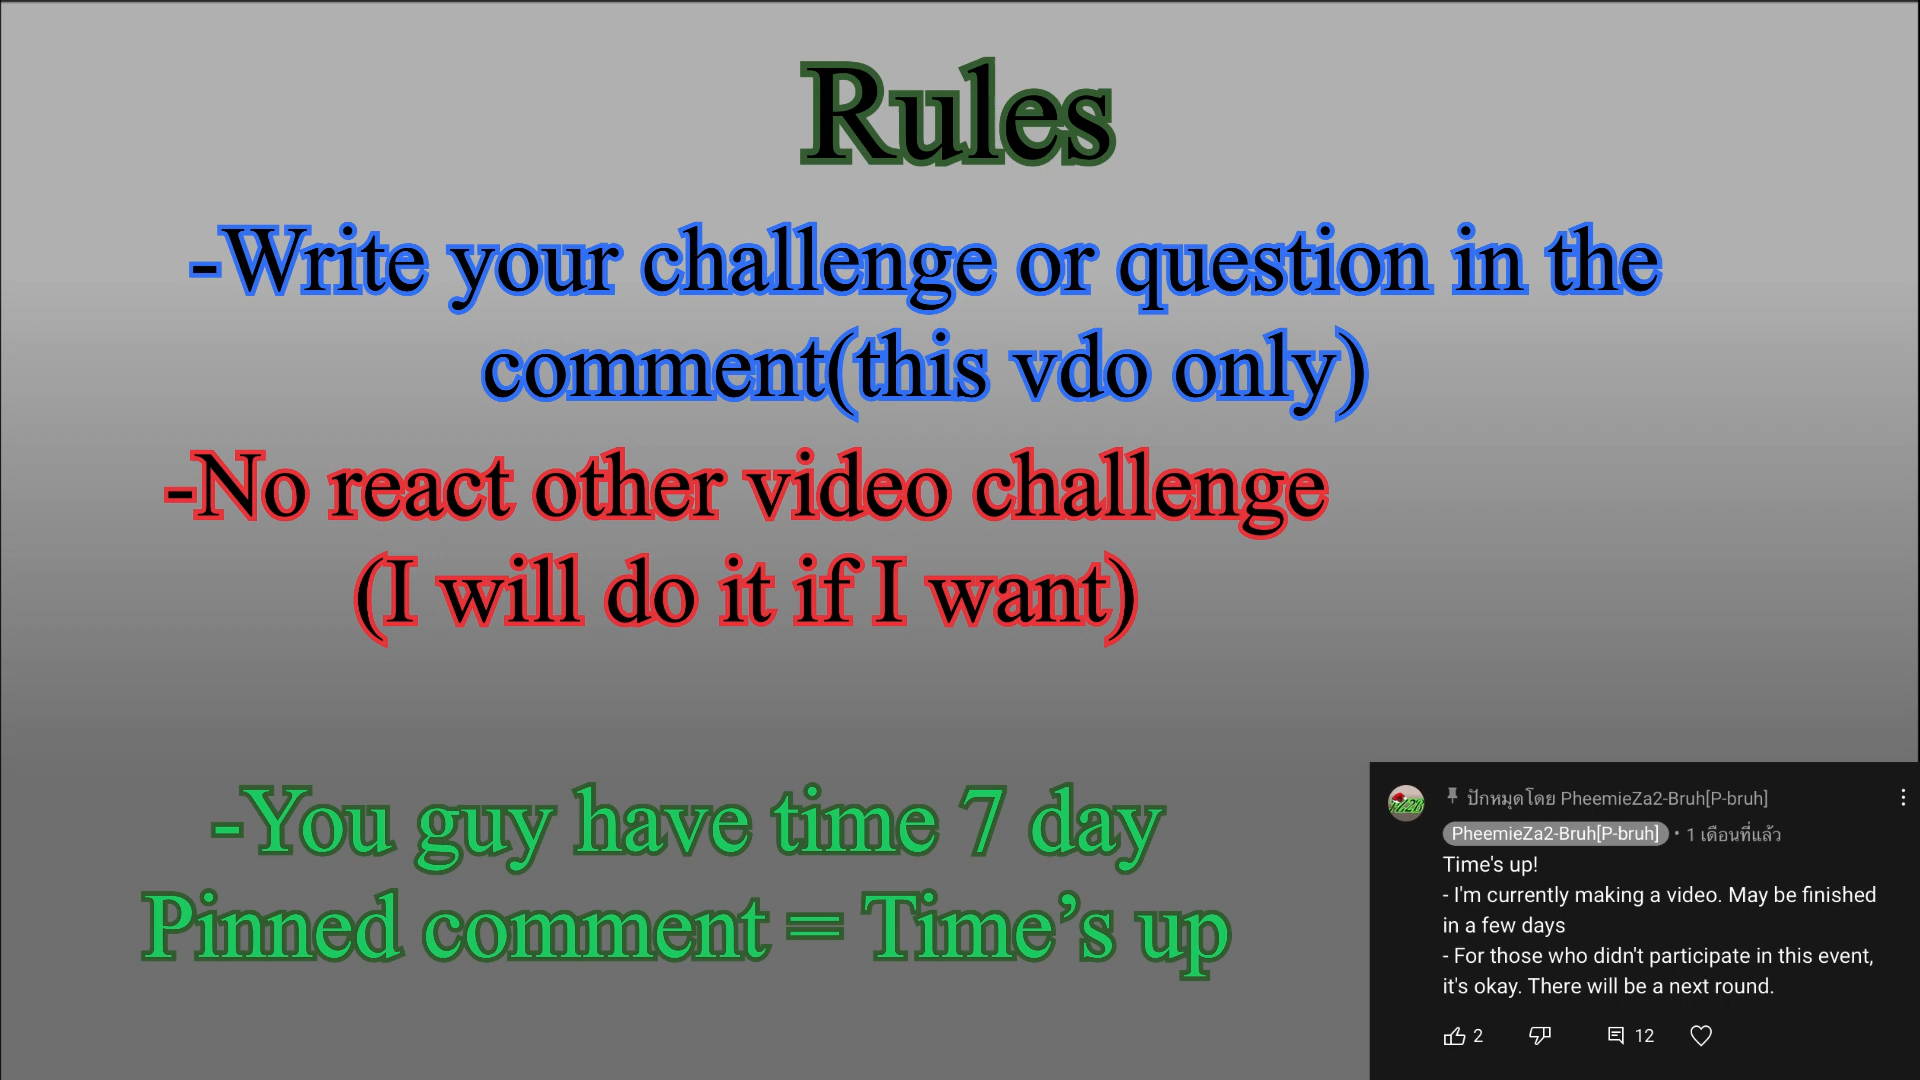 Rules
-Write your challenge or question in the
comment(this vdo only)
-No react other video challenge
(I will do it if I want)
-You guy have time 7 day
Pinned comment = Time’s up
ปักหมุดโดย PheemieZa2-Bruh[P-bruh]
PheemieZa2-Bruh[P-bruh] • 1 เดือนที่แล้ว
Time's up!
- I'm currently making a video. May be finished
in a few days
- For those who didn't participate in this event,
it's okay. There will be a next round.
2 12